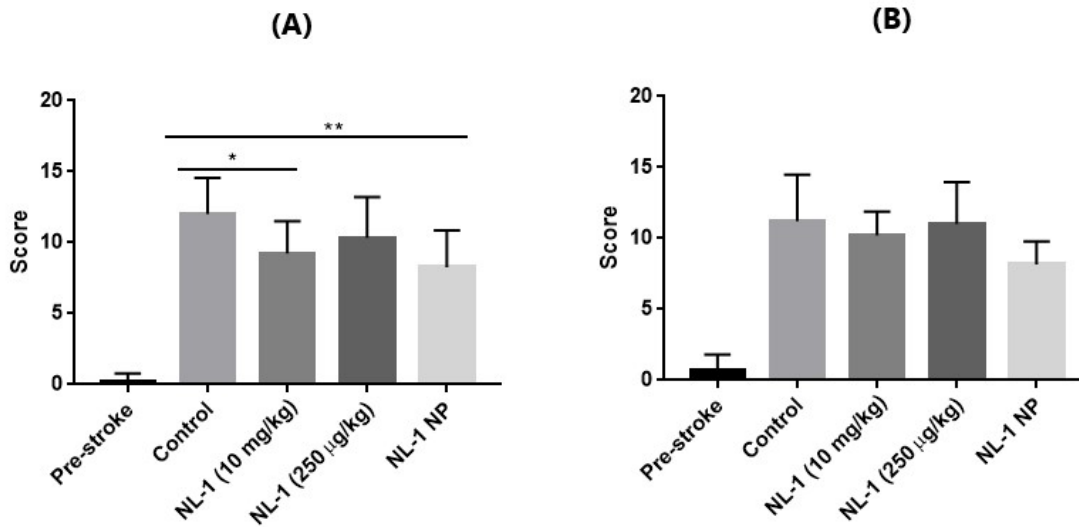 (A)
20
15
10
5
0
Score
**
*
Pre-stroke
Control
NL-1 (10 mg/kg)
NL-1 (250 μg/kg)
NL-1 NP
(B)
20
15
10
5
0
Score
Pre-stroke
Control
NL-1 (10 mg/kg)
NL-1 (250 μg/kg)
NL-1 NP